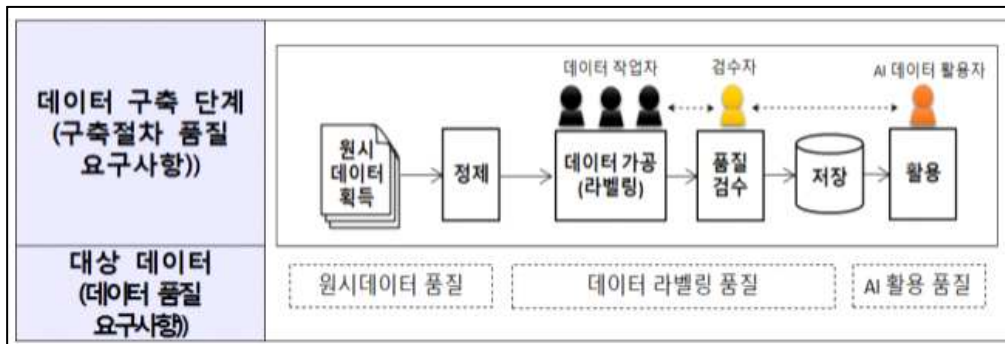 데이터 구축 단계
(구축절차 품질
요구사항))
데이터 작업자
검수자
AI 데이터 활용자
원시
데이터
획득
정제
데이터 가공
(라벨링)
품질
검수
저장
활용
대상 데이터
(데이터 품질
요구사항))
원시데이터 품질
데이터 라벨링 품질
AI 활용 품질